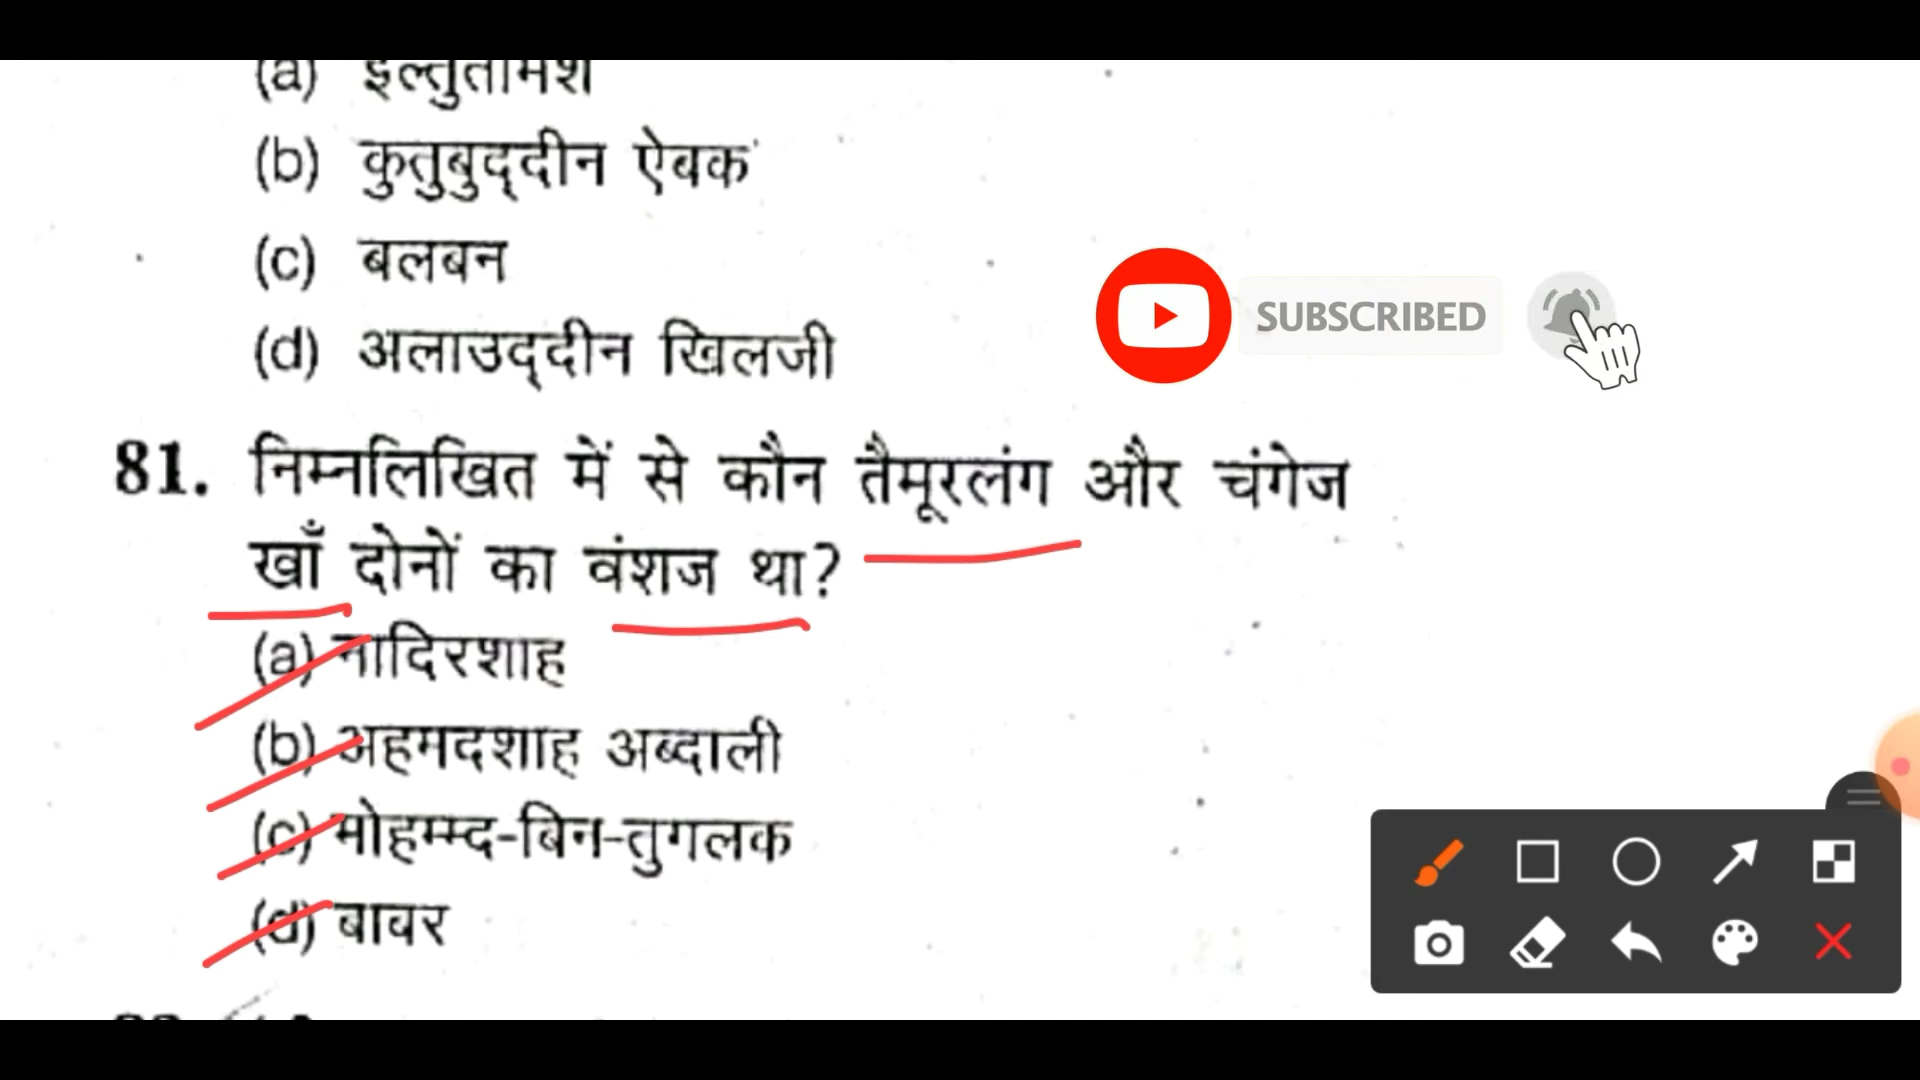 (a) इल्तुतमिश
(b) कुतुबुद्दीन ऐबक
(c) बलबन
(d) अलाउद्दीन खिलजी
SUBSCRIBED
81. निम्नलिखित में से कौन तैमूरलंग और चंगेज
खाँ दोनों का वंशज था?
(a) नादिरशाह
(b) अहमदशाह अब्दाली
(c) मोहम्म्द-बिन-तुगलक
(d) बाबर